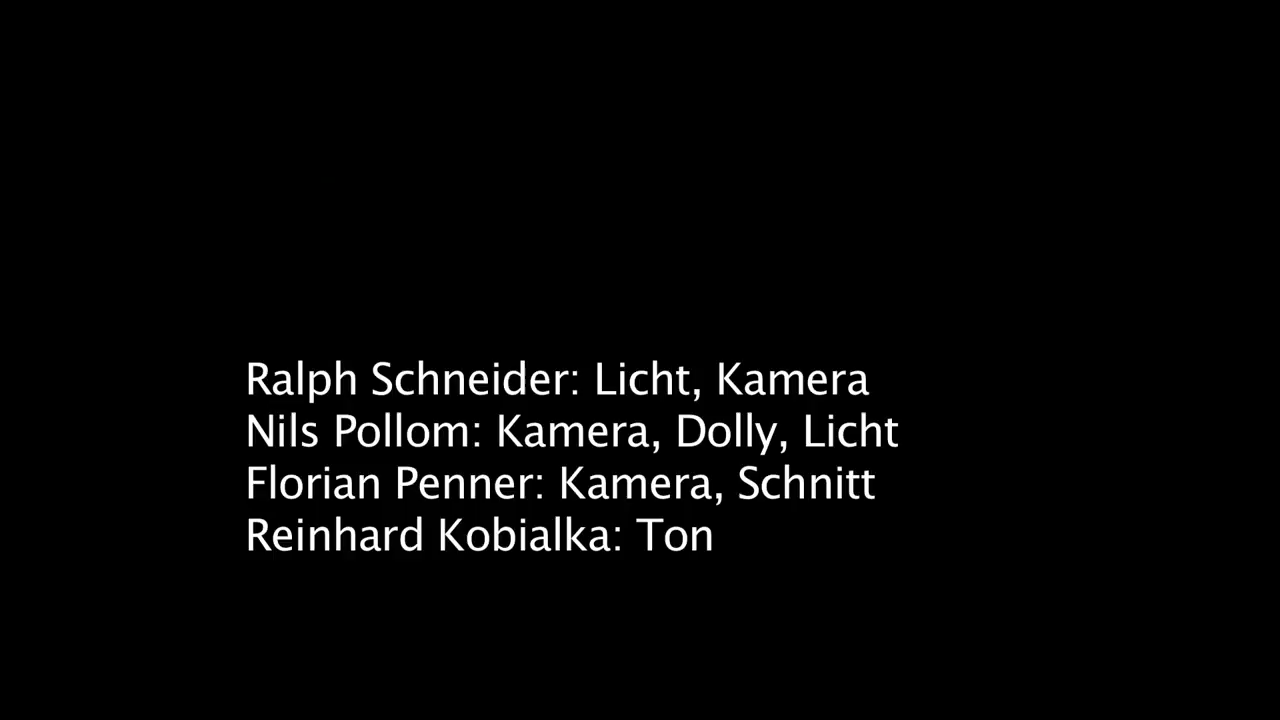 Ralph Schneider: Licht, Kamera
Nils Pollom: Kamera, Dolly, Licht
Florian Penner: Kamera, Schnitt
Reinhard Kobialka: Ton